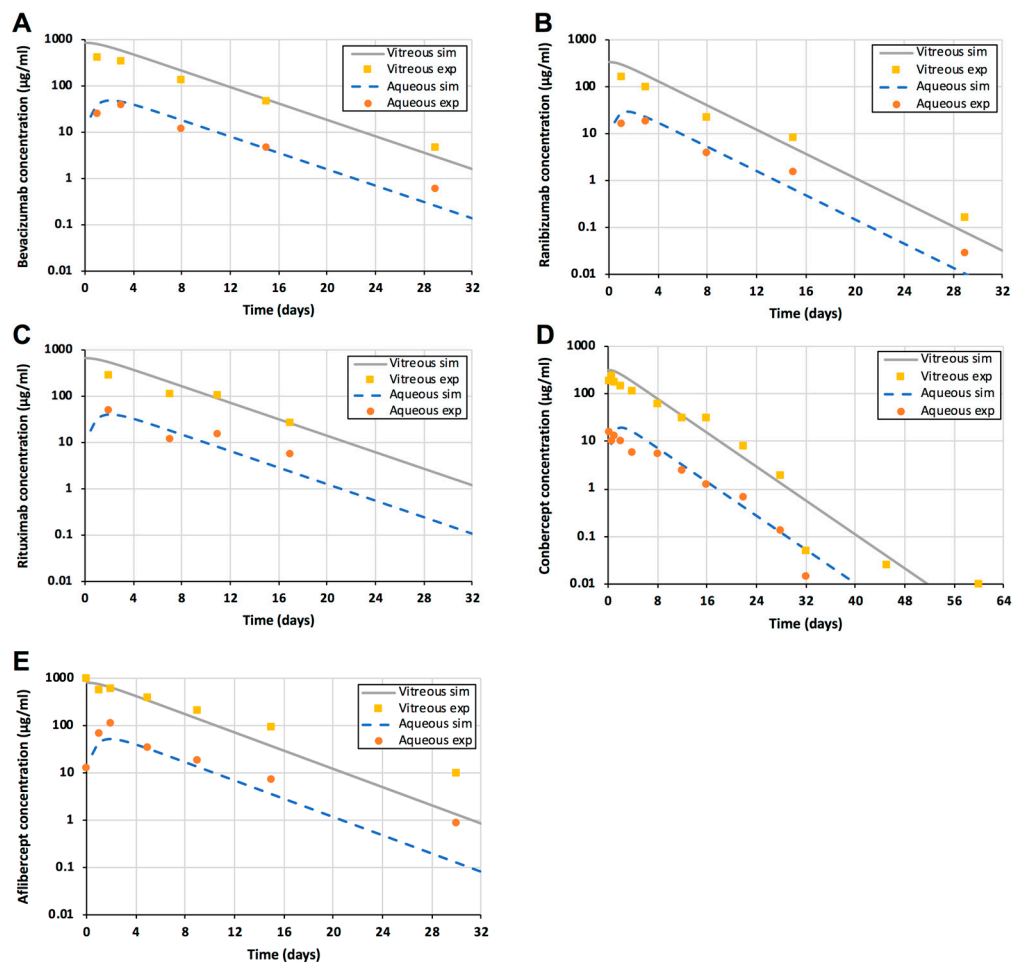 A
Bevacizumab concentration (µg/ml)
1000
100
10
1
0.1
0.01
0 4 8 12 16 20 24 28 32
Time (days)
Vitreous sim
Vitreous exp
Aqueous sim
Aqueous exp
B
Ranibizumab concentration (µg/ml)
1000
100
10
1
0.1
0.01
0 4 8 12 16 20 24 28 32
Time (days)
Vitreous sim
Vitreous exp
Aqueous sim
Aqueous exp
C
Rituximab concentration (µg/ml)
1000
100
10
1
0.1
0.01
0 4 8 12 16 20 24 28 32
Time (days)
Vitreous sim
Vitreous exp
Aqueous sim
Aqueous exp
D
Conbercept concentration (µg/ml)
1000
100
10
1
0.1
0.01
0 8 16 24 32 40 48 56 64
Time (days)
Vitreous sim
Vitreous exp
Aqueous sim
Aqueous exp
E
Aflibercept concentration (µg/ml)
1000
100
10
1
0.1
0.01
0 4 8 12 16 20 24 28 32
Time (days)
Vitreous sim
Vitreous exp
Aqueous sim
Aqueous exp